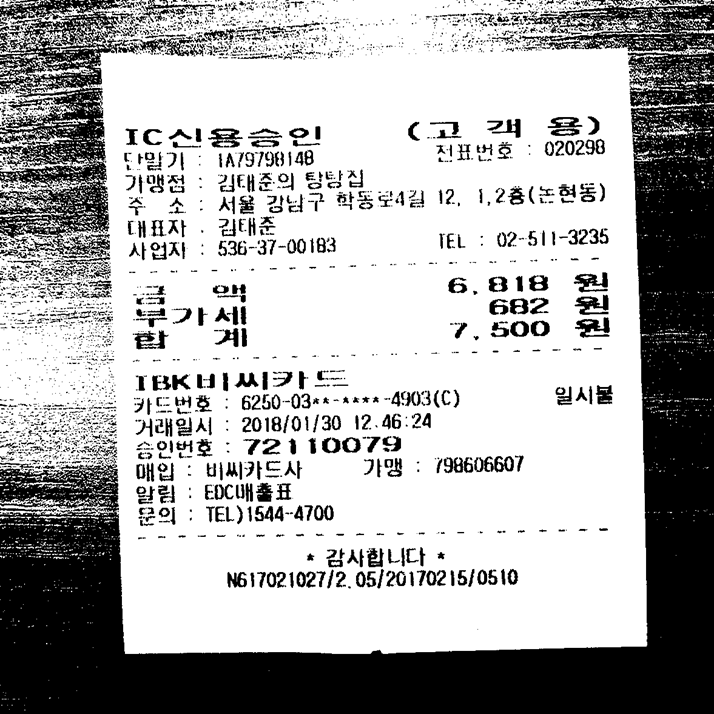 IC신용승인 (고 객 용)
단말기 : IA79798148 전표번호 : 020298
가맹점 : 김태준의 탕탕집
주 소 : 서울 강남구 학동로4길 12, 1,2층(논현동)
대표자 : 김태준
사업자 : 536-37-00183 TEL : 02-511-3235
금 액 6,818 원
부가세 682 원
합 계 7,500 원
IBK비씨카드
카드번호 : 6250-03**-****-4903(C) 일시불
거래일시 : 2018/01/30 12:46:24
승인번호 : 72110079
매입 : 비씨카드사 가맹 : 798606607
알림 : EDC매출표
문의 : TEL)1544-4700
* 감사합니다 *
N617021027/2.05/20170215/0510